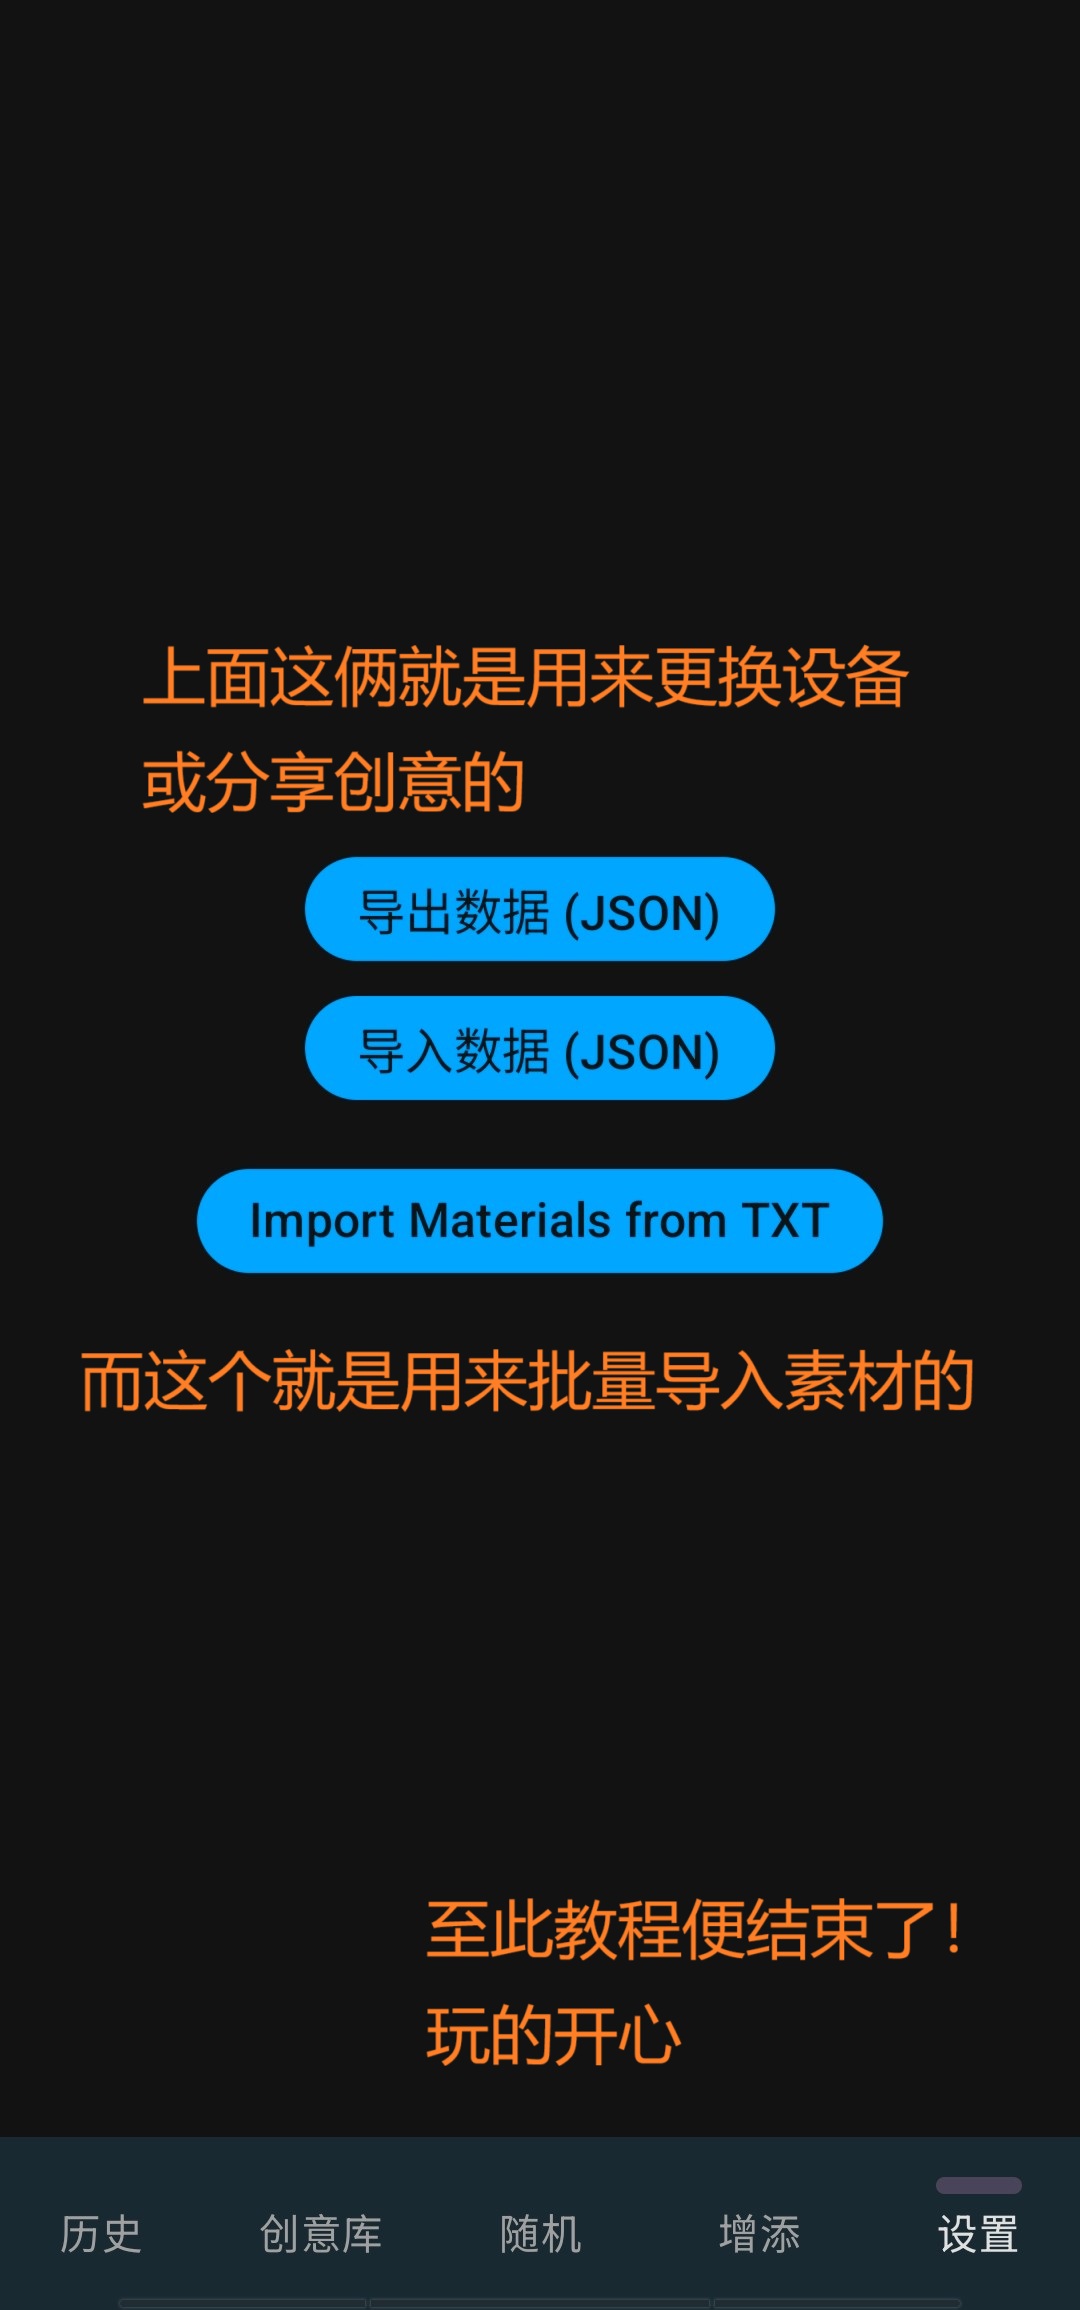 上面这俩就是用来更换设备
或分享创意的
导出数据 (JSON)
导入数据 (JSON)
Import Materials from TXT
而这个就是用来批量导入素材的
至此教程便结束了！
玩的开心
历史
创意库
随机
增添
设置